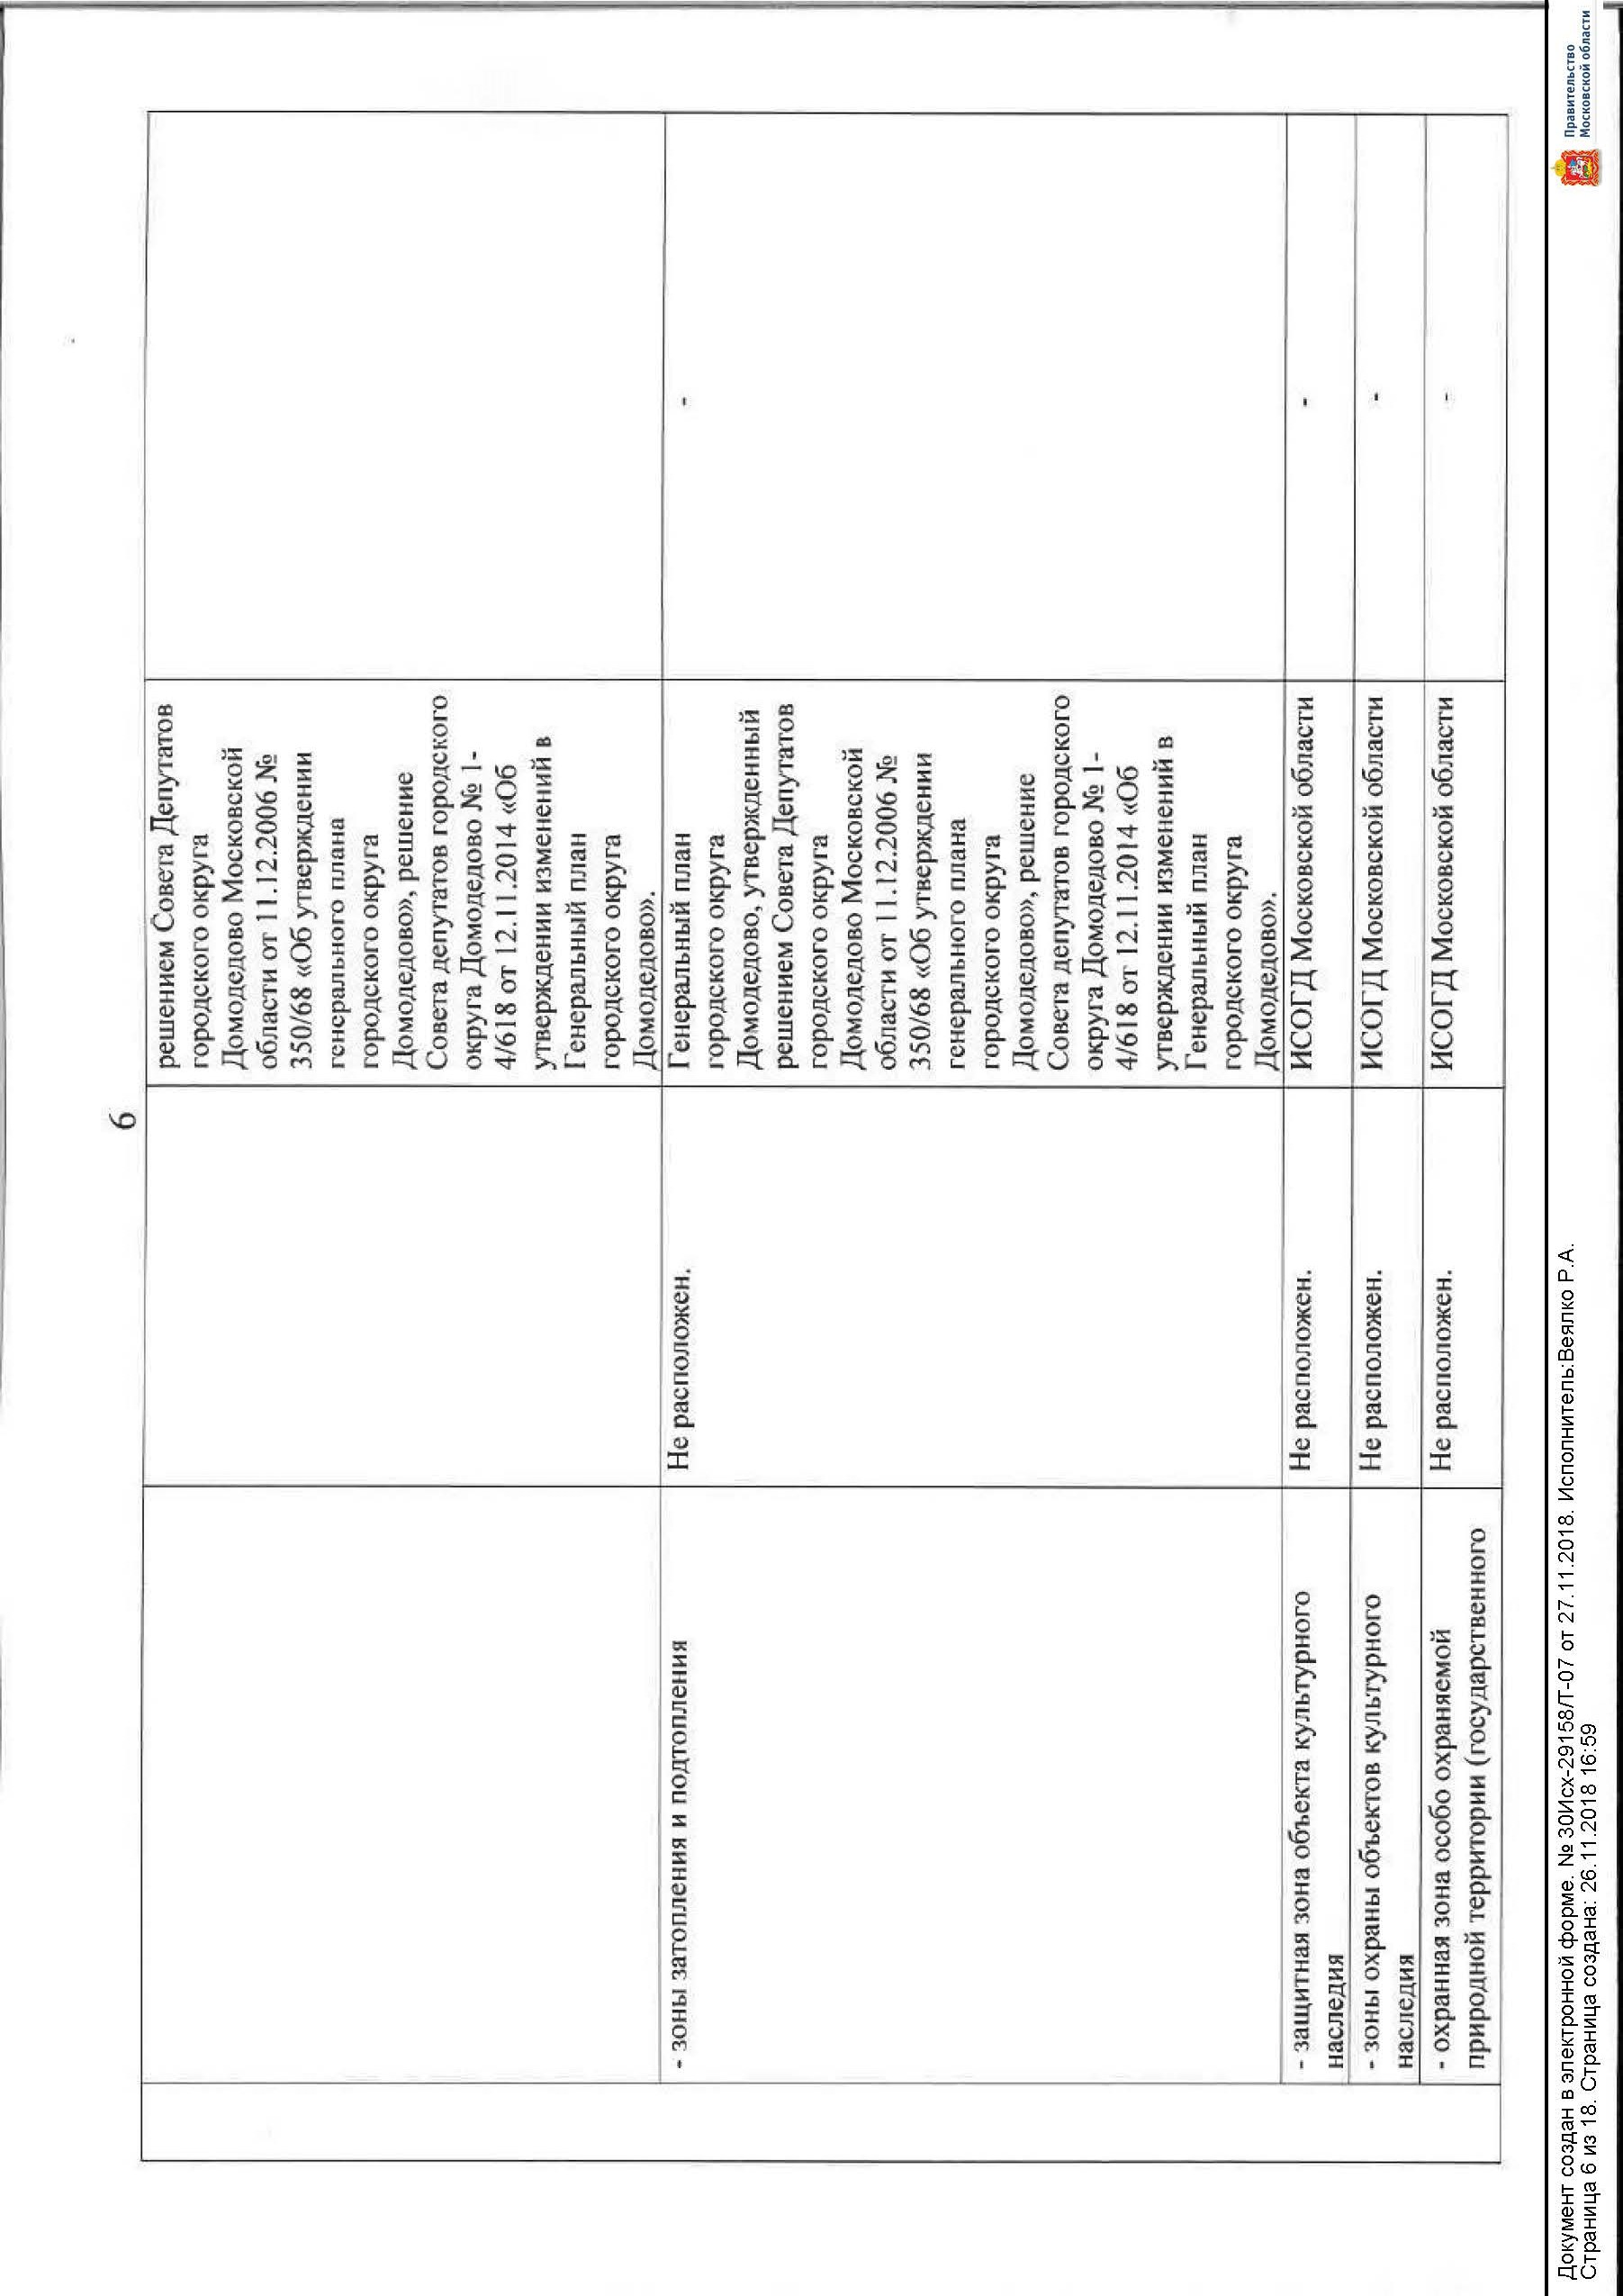 6
решением Совета Депутатов
городского округа
Домодедово Московской
области от 11.12.2006 №
350/68 «Об утверждении
генерального плана
городского округа
Домодедово», решение
Совета депутатов городского
округа Домодедово № 1-
4/618 от 12.11.2014 «Об
утверждении изменений в
Генеральный план
городского округа
Домодедово».
- зоны затопления и подтопления
Не расположен.
Генеральный план
городского округа
Домодедово, утвержденный
решением Совета Депутатов
городского округа
Домодедово Московской
области от 11.12.2006 №
350/68 «Об утверждении
генерального плана
городского округа
Домодедово», решение
Совета депутатов городского
округа Домодедово № 1-
4/618 от 12.11.2014 «Об
утверждении изменений в
Генеральный план
городского округа
Домодедово».
-
- защитная зона объекта культурного
наследия
Не расположен.
ИСОГД Московской области
-
- зоны охраны объектов культурного
наследия
Не расположен.
ИСОГД Московской области
-
- охранная зона особо охраняемой
природной территории (государственного
Не расположен.
ИСОГД Московской области
-
Документ создан в электронной форме. № 30Исх-29158/Т-07 от 27.11.2018. Исполнитель:Веялко Р.А.
Страница 6 из 18. Страница создана: 26.11.2018 16:59
Правительство
Московской области